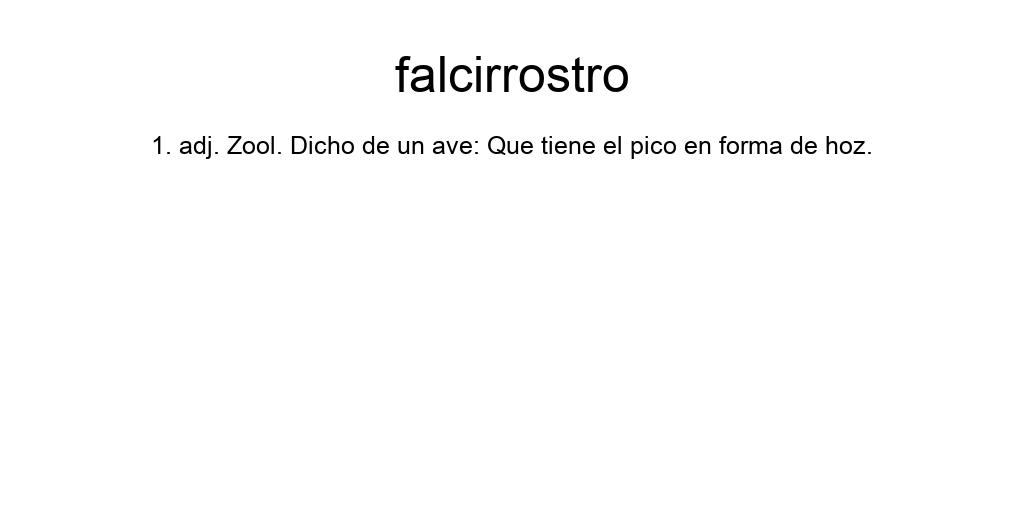 falcirrostro
1. adj. Zool. Dicho de un ave: Que tiene el pico en forma de hoz.